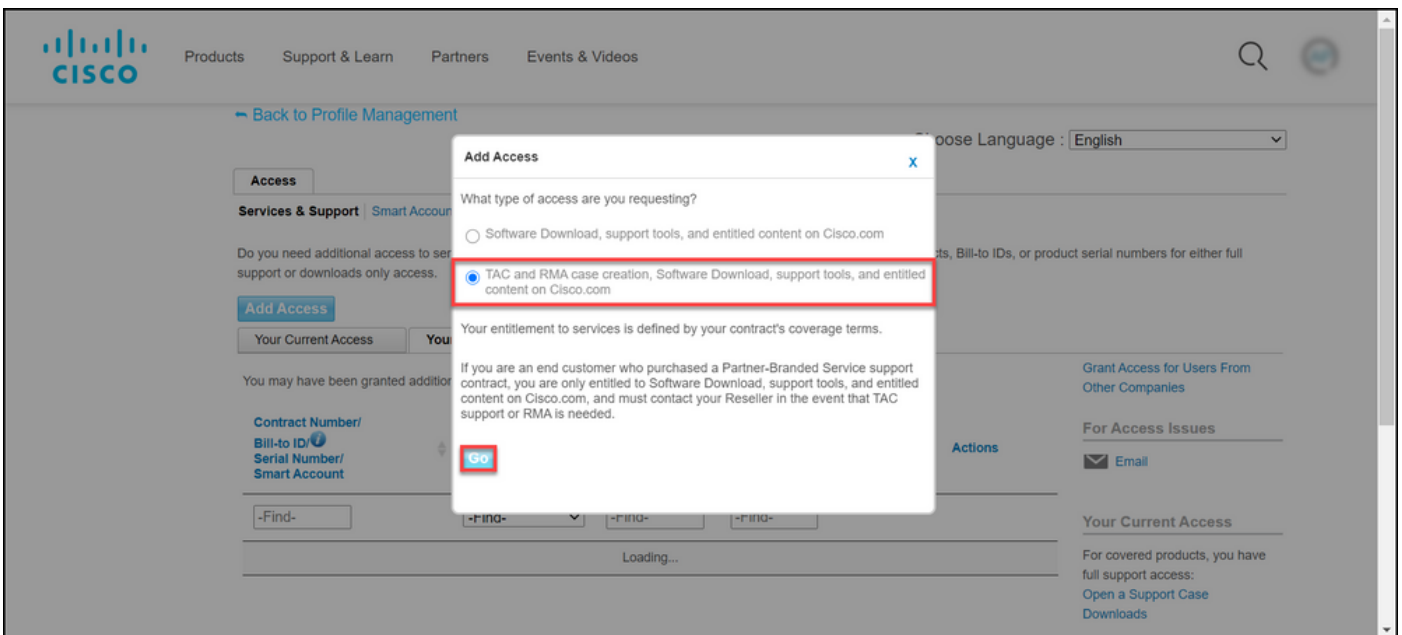 CISCO
Products Support & Learn Partners Events & Videos
Back to Profile Management
oose Language : English
Add Access
X
Access
What type of access are you requesting?
Services & Support Smart Accoun
Software Download, support tools, and entitled content on Cisco.com
Do you need additional access to ser
ts, Bill-to IDs, or product serial numbers for either full
support or downloads only access.
TAC and RMA case creation, Software Download, support tools, and entitled
content on Cisco.com
Add Access
Your entitlement to services is defined by your contract's coverage terms.
Your Current Access You
If you are an end customer who purchased a Partner-Branded Service support
contract, you are only entitled to Software Download, support tools, and entitled
content on Cisco.com, and must contact your Reseller in the event that TAC
support or RMA is needed.
You may have been granted addition
Grant Access for Users From
Other Companies
Contract Number/
Bill-to ID/
Serial Number/
Smart Account
Go
Actions
For Access Issues
Email
-Find- -Find- -Find- -Find-
Loading...
Your Current Access
For covered products, you have
full support access:
Open a Support Case
Downloads